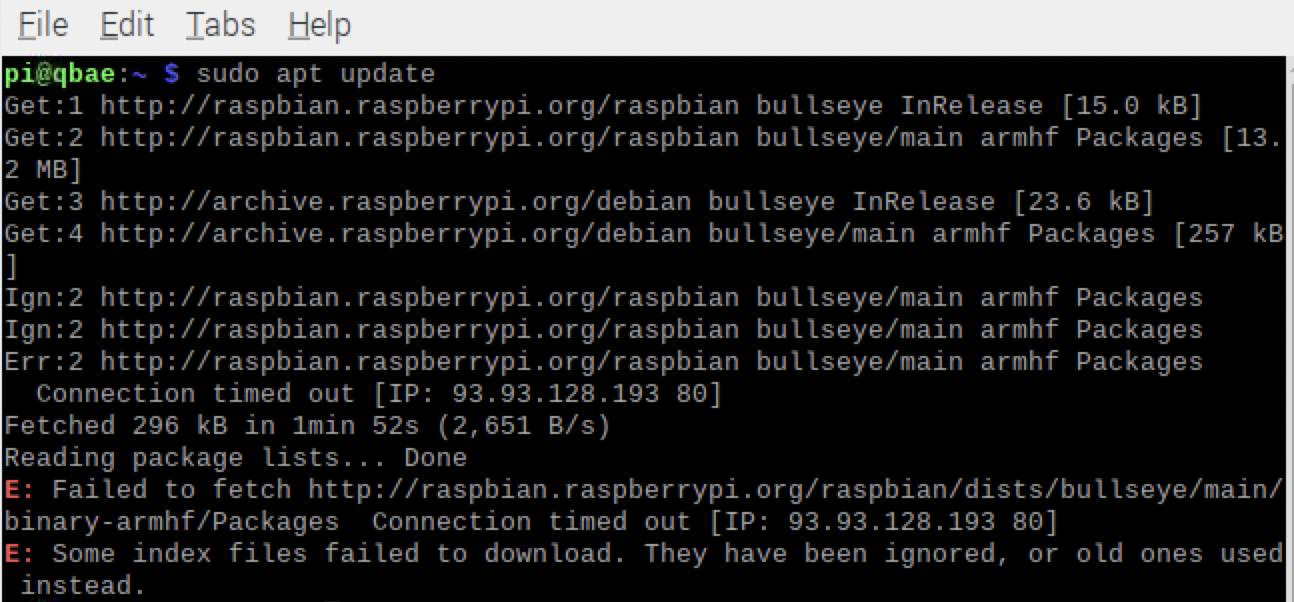 File Edit Tabs Help
pi@qbae:~ $ sudo apt update
Get:1 http://raspbian.raspberrypi.org/raspbian bullseye InRelease [15.0 kB]
Get:2 http://raspbian.raspberrypi.org/raspbian bullseye/main armhf Packages [13.
2 MB]
Get:3 http://archive.raspberrypi.org/debian bullseye InRelease [23.6 kB]
Get:4 http://archive.raspberrypi.org/debian bullseye/main armhf Packages [257 kB
]
Ign:2 http://raspbian.raspberrypi.org/raspbian bullseye/main armhf Packages
Ign:2 http://raspbian.raspberrypi.org/raspbian bullseye/main armhf Packages
Err:2 http://raspbian.raspberrypi.org/raspbian bullseye/main armhf Packages
  Connection timed out [IP: 93.93.128.193 80]
Fetched 296 kB in 1min 52s (2,651 B/s)
Reading package lists... Done
E: Failed to fetch http://raspbian.raspberrypi.org/raspbian/dists/bullseye/main/
binary-armhf/Packages  Connection timed out [IP: 93.93.128.193 80]
E: Some index files failed to download. They have been ignored, or old ones used
 instead.